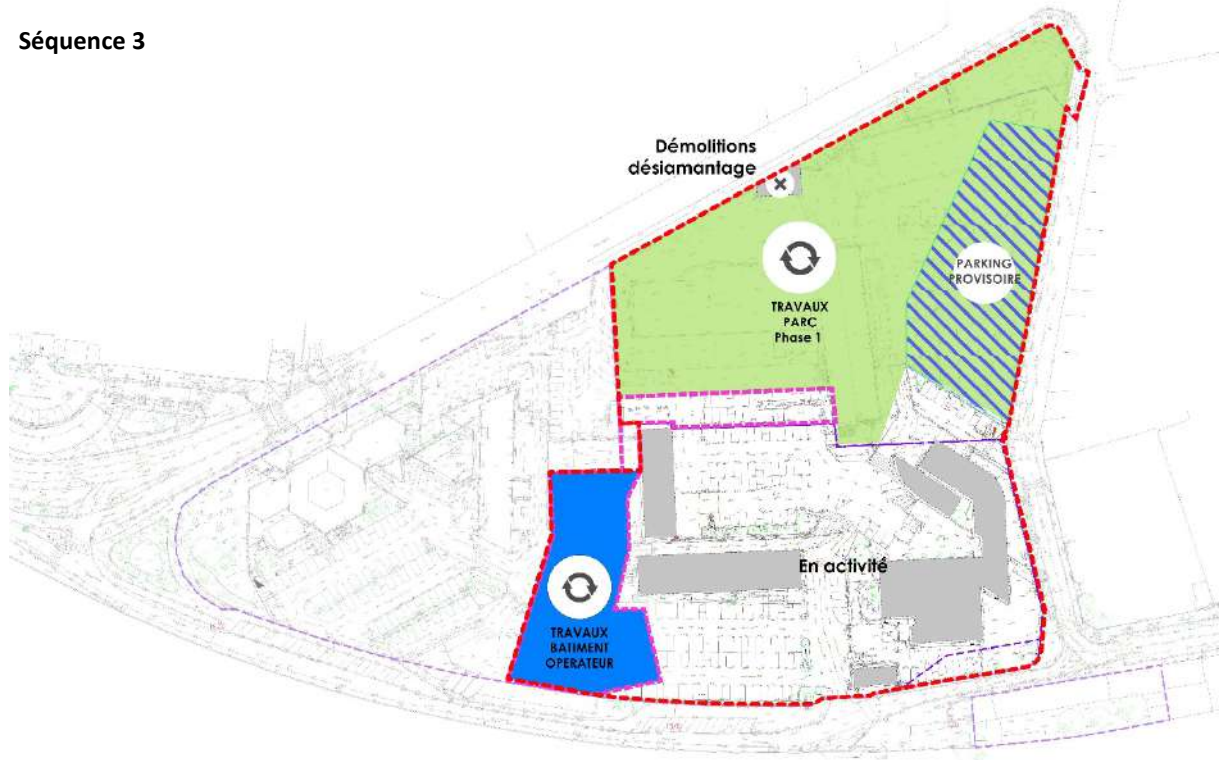 Séquence 3
Démolitions
désiamantage
TRAVAUX
PARC
Phase 1
PARKING
PROVISOIRE
En activité
TRAVAUX
BATIMENT
OPERATEUR